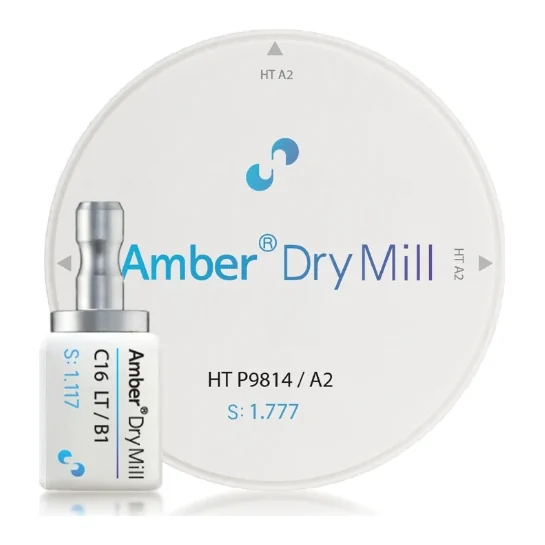 HT A2
Amber® Dry Mill
HT A2
HT P9814 / A2
S: 1.777
Amber® Dry Mill
C16 LT / B1
S: 1.117